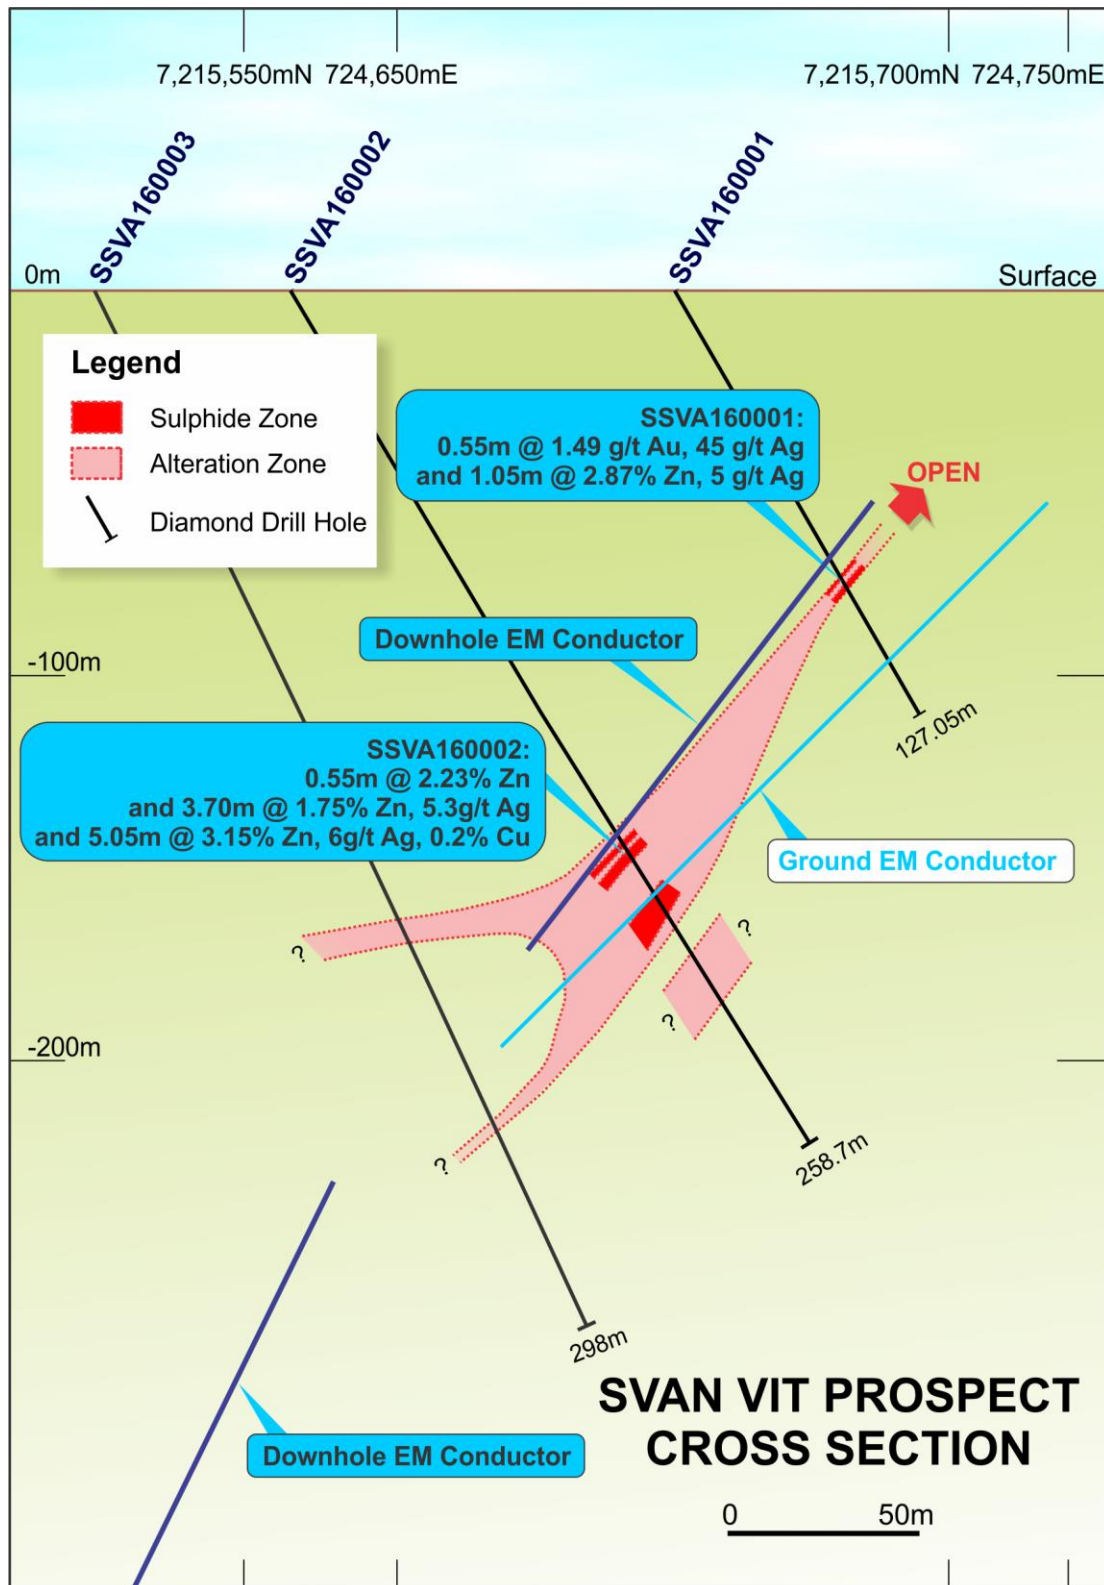 7,215,550mN 724,650mE 7,215,700mN 724,750mE
SSVA160003
SSVA160002
SSVA160001
0m
Surface
Legend
Sulphide Zone
Alteration Zone
Diamond Drill Hole
SSVA160001:
0.55m @ 1.49 g/t Au, 45 g/t Ag
and 1.05m @ 2.87% Zn, 5 g/t Ag
OPEN
Downhole EM Conductor
-100m
127.05m
SSVA160002:
0.55m @ 2.23% Zn
and 3.70m @ 1.75% Zn, 5.3g/t Ag
and 5.05m @ 3.15% Zn, 6g/t Ag, 0.2% Cu
Ground EM Conductor
?
?
?
-200m
?
258.7m
298m
SVAN VIT PROSPECT
CROSS SECTION
Downhole EM Conductor
0 50m